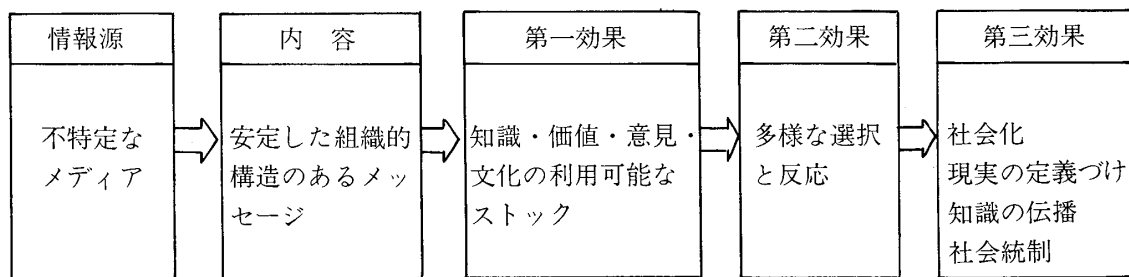 情報源
不特定な
メディア
内 容
安定した組織的
構造のあるメッ
セージ
第一効果
知識・価値・意見・
文化の利用可能な
ストック
第二効果
多様な選択
と反応
第三効果
社会化
現実の定義づけ
知識の伝播
社会統制